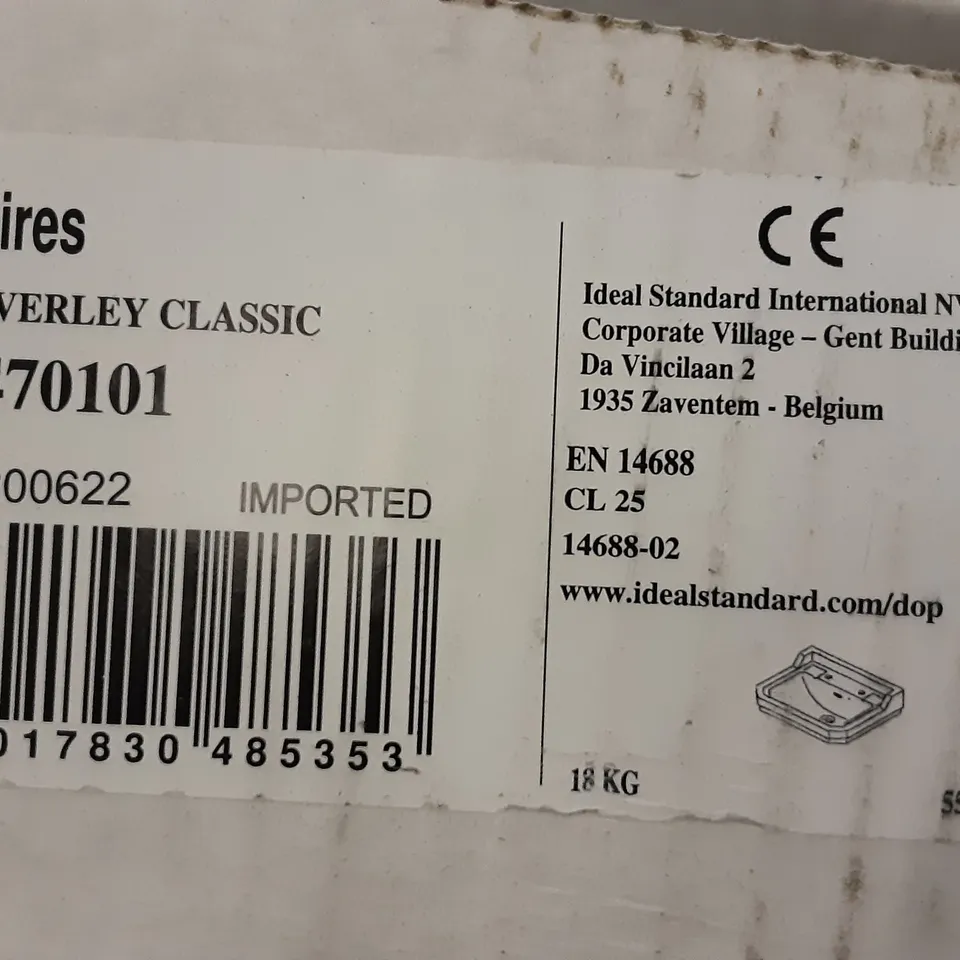 ires
VERLEY CLASSIC
70101
00622
IMPORTED
017830 485353
CE
Ideal Standard International NV
Corporate Village – Gent Buildi
Da Vincilaan 2
1935 Zaventem - Belgium
EN 14688
CL 25
14688-02
www.idealstandard.com/dop
18 KG